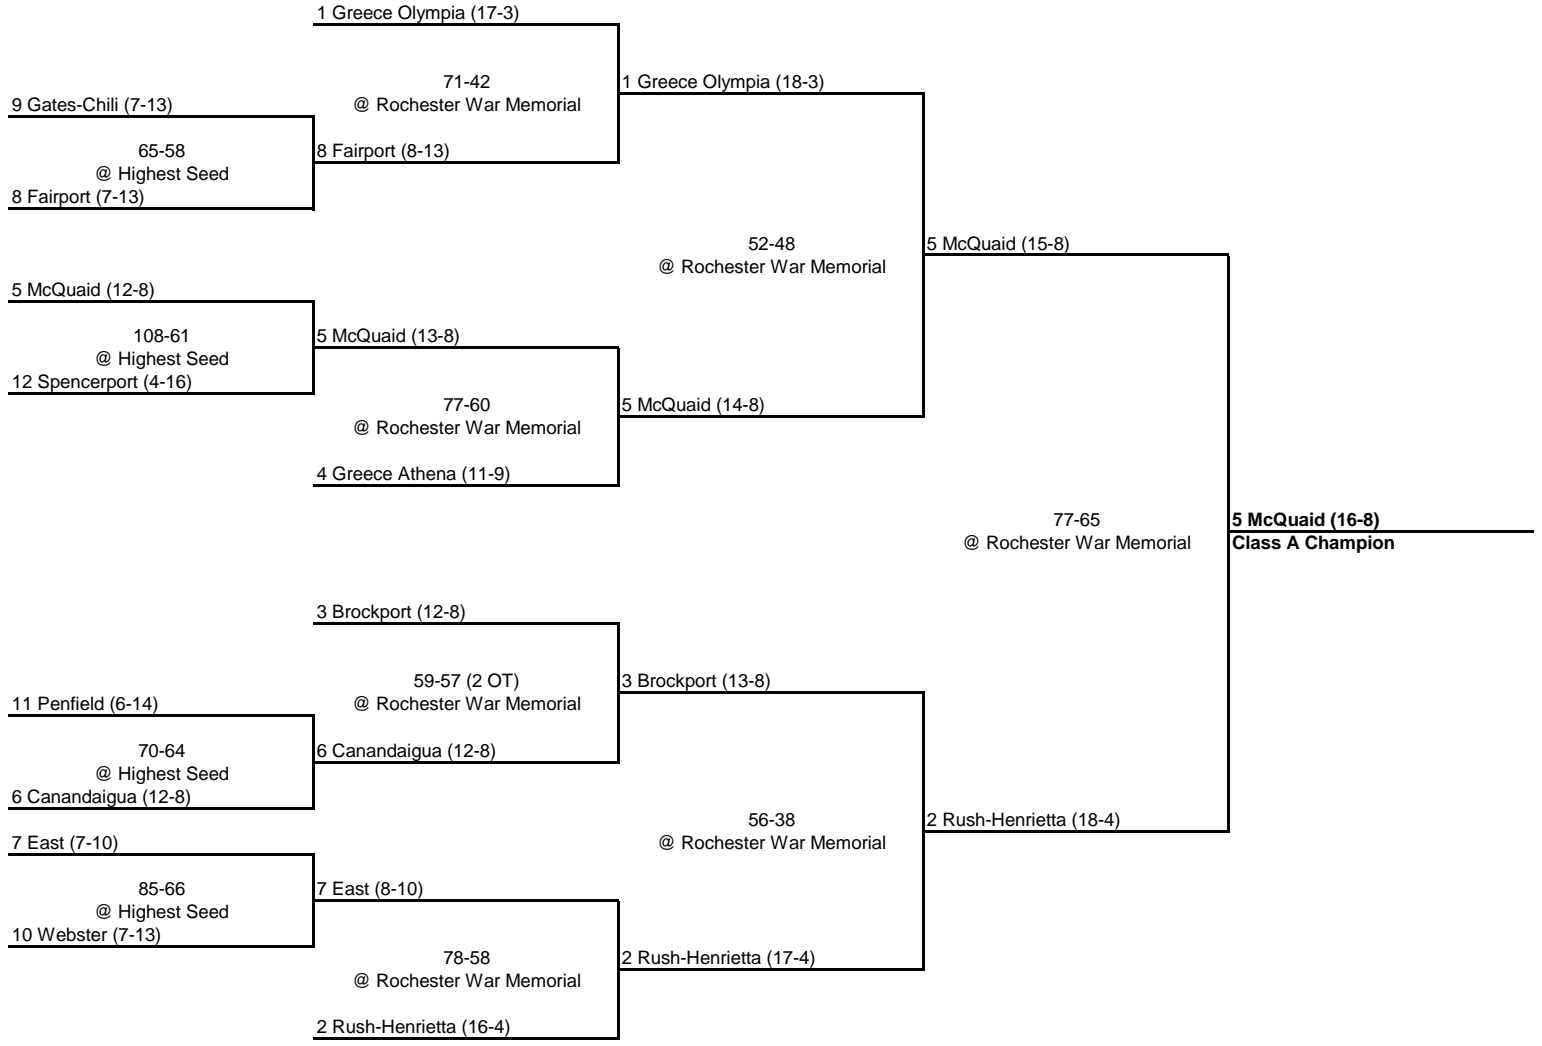 1 Greece Olympia (17-3)
71-42
@ Rochester War Memorial
1 Greece Olympia (18-3)
9 Gates-Chili (7-13)
65-58
@ Highest Seed
8 Fairport (8-13)
8 Fairport (7-13)
52-48
@ Rochester War Memorial
5 McQuaid (15-8)
5 McQuaid (12-8)
108-61
@ Highest Seed
5 McQuaid (13-8)
12 Spencerport (4-16)
77-60
@ Rochester War Memorial
5 McQuaid (14-8)
4 Greece Athena (11-9)
77-65
@ Rochester War Memorial
5 McQuaid (16-8)
Class A Champion
3 Brockport (12-8)
59-57 (2 OT)
@ Rochester War Memorial
3 Brockport (13-8)
11 Penfield (6-14)
70-64
@ Highest Seed
6 Canandaigua (12-8)
6 Canandaigua (12-8)
56-38
@ Rochester War Memorial
2 Rush-Henrietta (18-4)
7 East (7-10)
85-66
@ Highest Seed
7 East (8-10)
10 Webster (7-13)
78-58
@ Rochester War Memorial
2 Rush-Henrietta (17-4)
2 Rush-Henrietta (16-4)